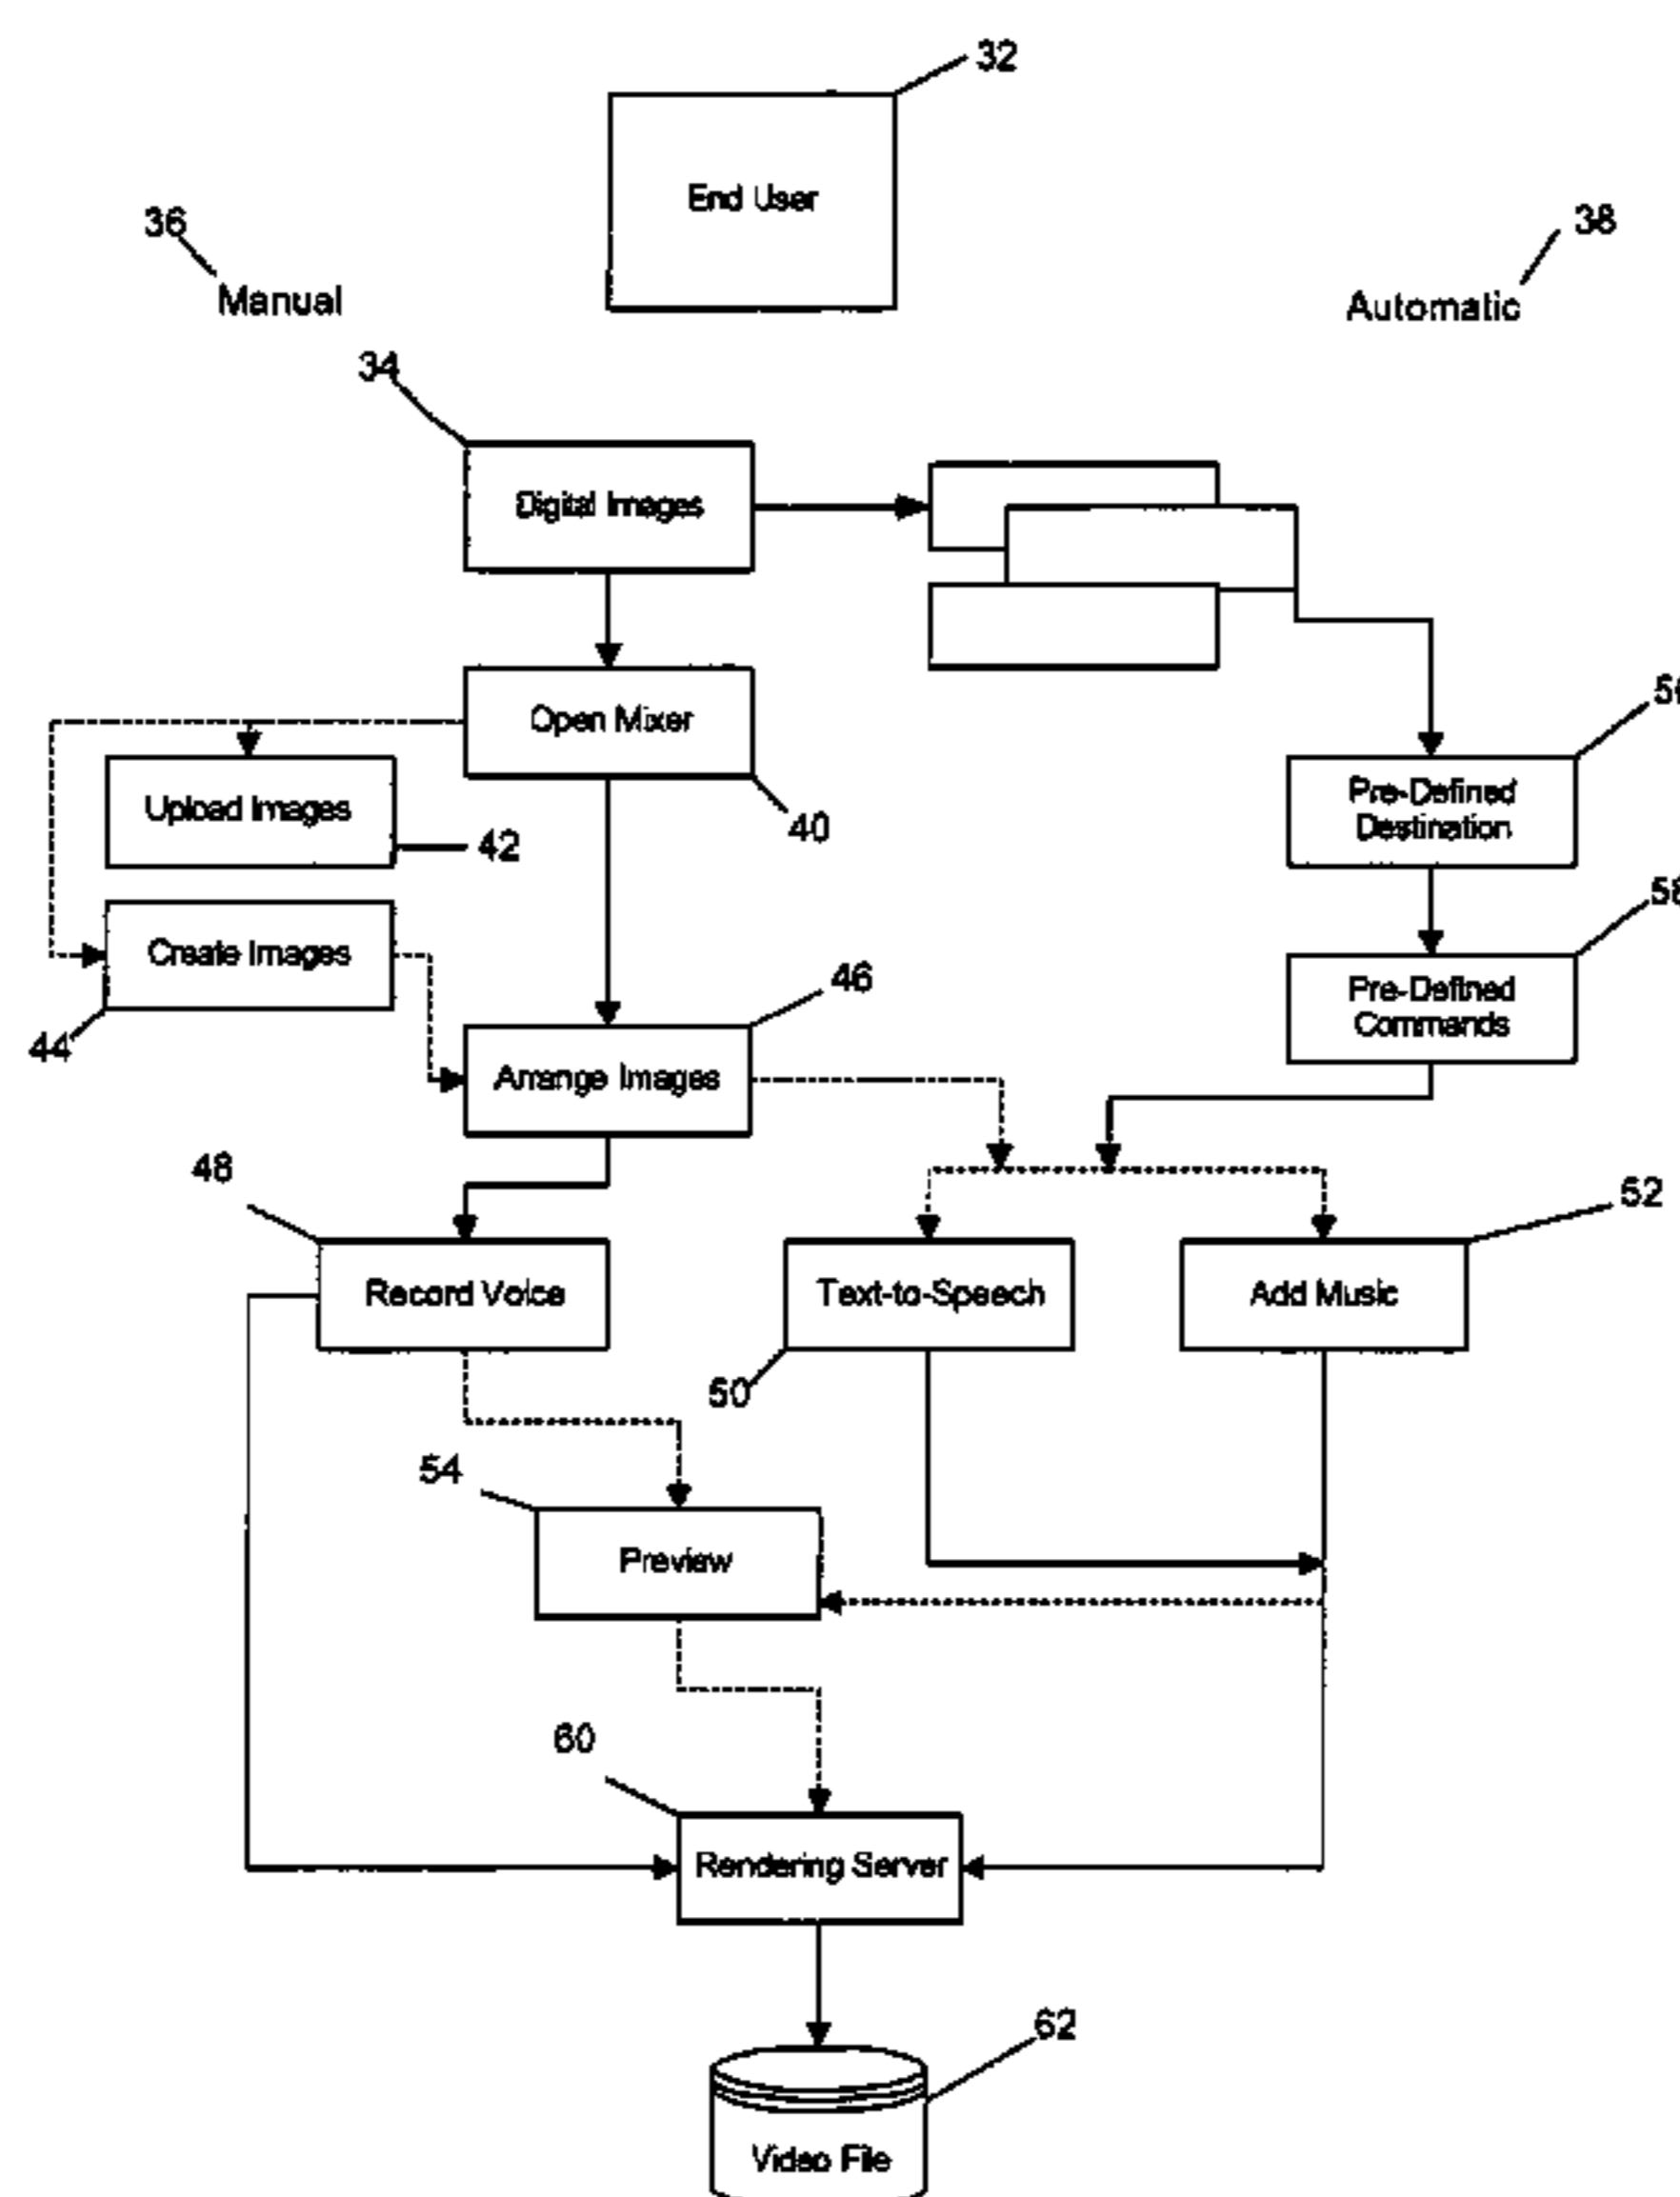 32
End User
36
38
Manual
Automatic
34
Digital Images
Open Mixer
Upload Images
40
42
Pre-Defined
Destination
58
Create Images
44
46
Pre-Defined
Commands
Arrange Images
48
52
Record Voice
Text-to-Speech
Add Music
50
54
Preview
60
Rendering Server
62
Video File